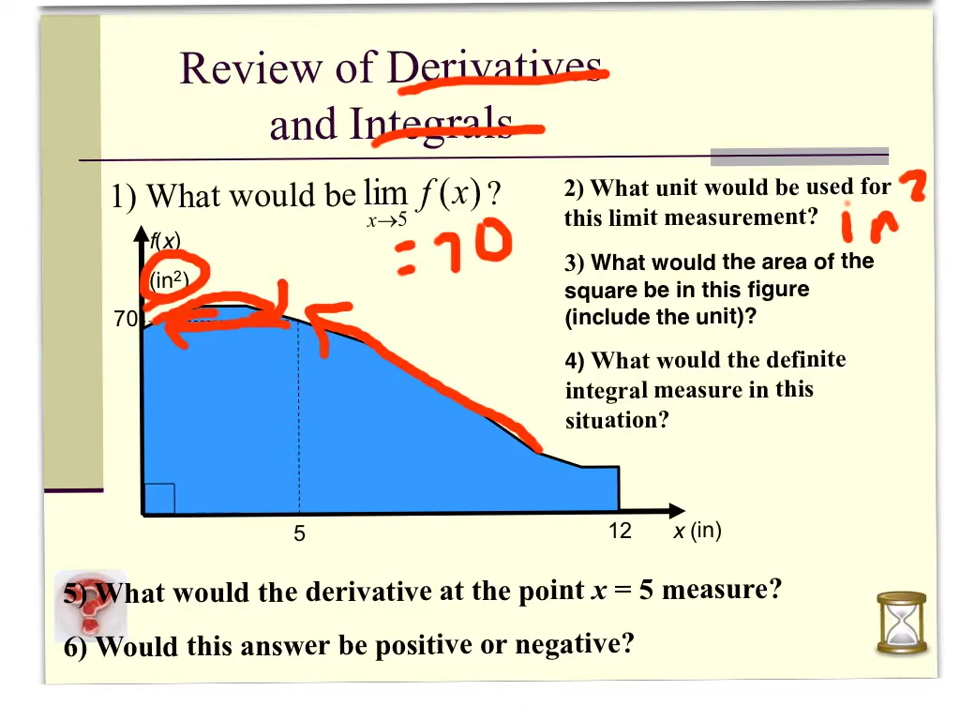 Review of Derivatives
and Integrals
1) What would be lim f(x) ?
x→5
= 70
2) What unit would be used for
this limit measurement?
in²
3) What would the area of the
square be in this figure
(include the unit)?
4) What would the definite
integral measure in this
situation?
f(x)
(in²)
70
5
12
x (in)
5) What would the derivative at the point x = 5 measure?
6) Would this answer be positive or negative?